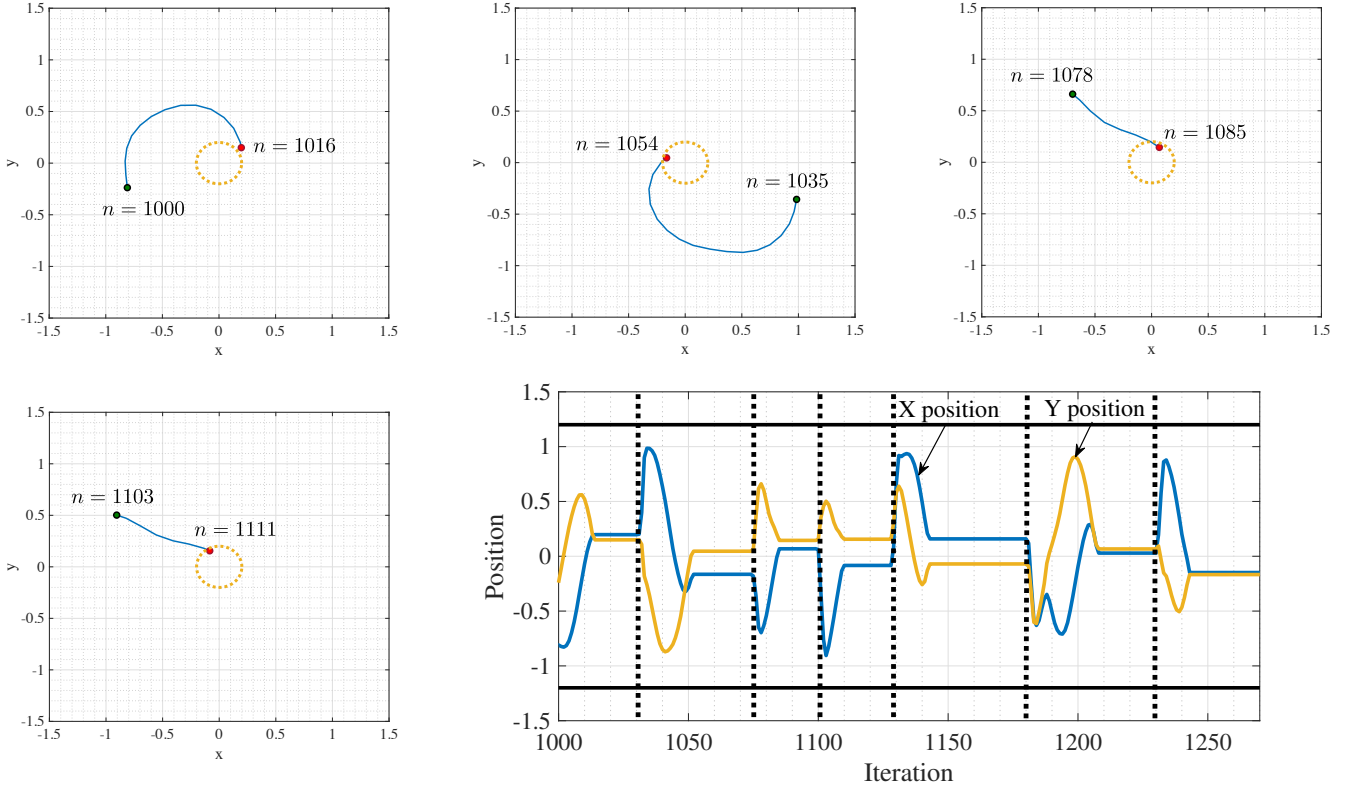 1.5
1
0.5
0
-0.5
-1
-1.5
y
n = 1016
n = 1000
-1.5 -1 -0.5 0 0.5 1 1.5
x
1.5
1
0.5
0
-0.5
-1
-1.5
y
n = 1054
n = 1035
-1.5 -1 -0.5 0 0.5 1 1.5
x
1.5
1
0.5
0
-0.5
-1
-1.5
y
n = 1078
n = 1085
-1.5 -1 -0.5 0 0.5 1 1.5
x
1.5
1
0.5
0
-0.5
-1
-1.5
y
n = 1103
n = 1111
-1.5 -1 -0.5 0 0.5 1 1.5
x
1.5
1
0.5
0
-0.5
-1
-1.5
Position
X position
Y position
1000 1050 1100 1150 1200 1250
Iteration